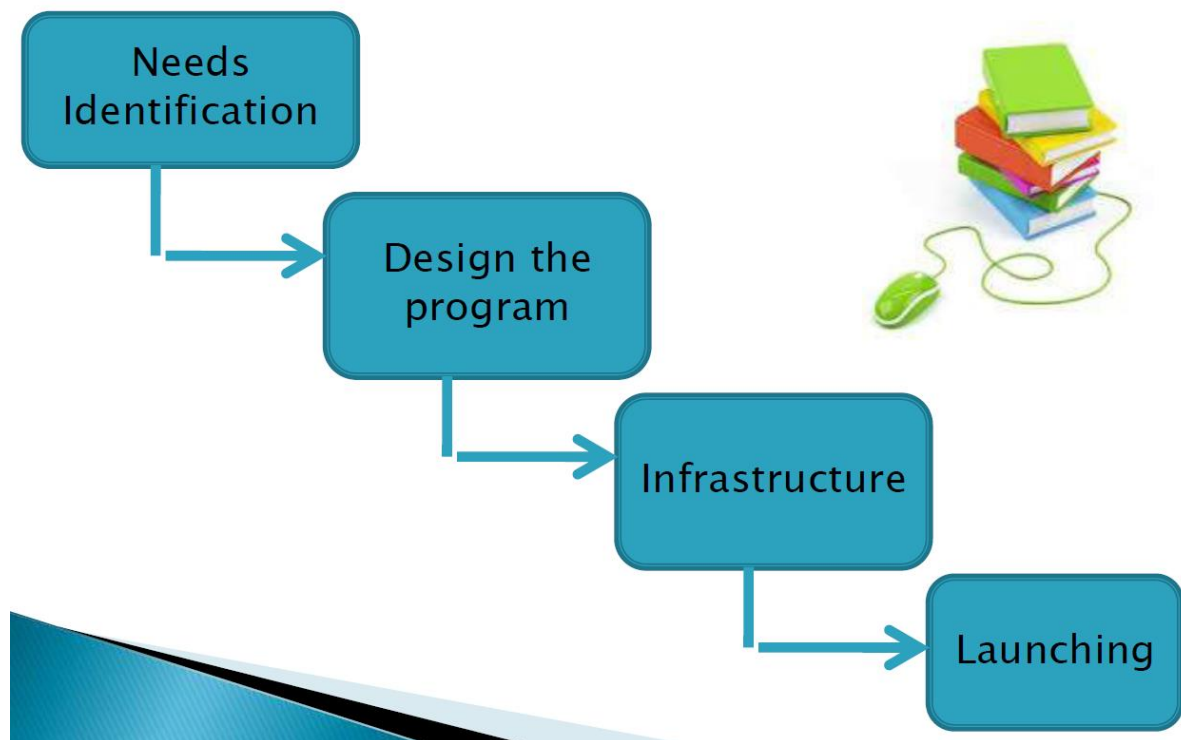 Needs
Identification
Design the
program
Infrastructure
Launching